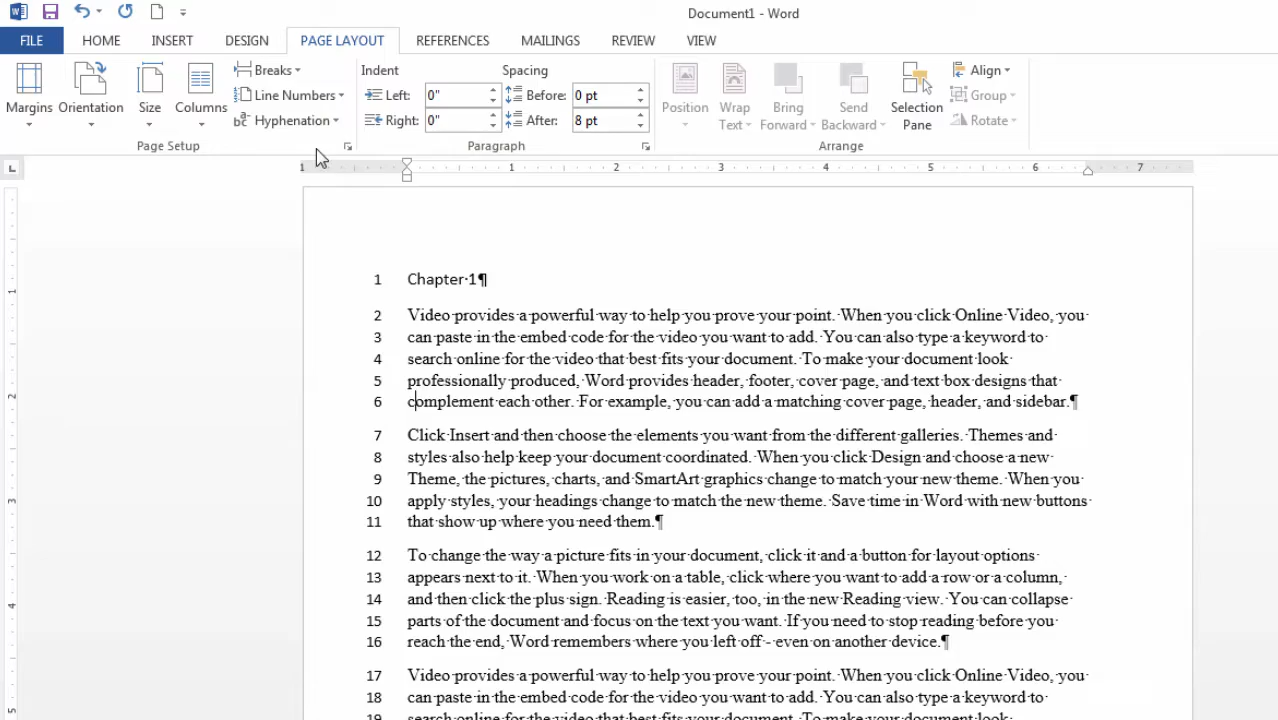 Document1 - Word
FILE HOME INSERT DESIGN PAGE LAYOUT REFERENCES MAILINGS REVIEW VIEW
Margins Orientation Size Columns
Breaks
Line Numbers
Hyphenation
Page Setup
Indent Spacing
Left: 0" Before: 0 pt
Right: 0" After: 8 pt
Paragraph
Position Wrap Text Bring Forward Send Backward Selection Pane
Align
Group
Rotate
Arrange
1 1 2 3 4 5 6 7
1
2
3
4
5
1 Chapter·1¶
2 Video·provides·a·powerful·way·to·help·you·prove·your·point.·When·you·click·Online·Video,·you·
3 can·paste·in·the·embed·code·for·the·video·you·want·to·add.·You·can·also·type·a·keyword·to·
4 search·online·for·the·video·that·best·fits·your·document.·To·make·your·document·look·
5 professionally·produced,·Word·provides·header,·footer,·cover·page,·and·text·box·designs·that·
6 complement·each·other.·For·example,·you·can·add·a·matching·cover·page,·header,·and·sidebar.¶
7 Click·Insert·and·then·choose·the·elements·you·want·from·the·different·galleries.·Themes·and·
8 styles·also·help·keep·your·document·coordinated.·When·you·click·Design·and·choose·a·new·
9 Theme,·the·pictures,·charts,·and·SmartArt·graphics·change·to·match·your·new·theme.·When·you·
10 apply·styles,·your·headings·change·to·match·the·new·theme.·Save·time·in·Word·with·new·buttons·
11 that·show·up·where·you·need·them.¶
12 To·change·the·way·a·picture·fits·in·your·document,·click·it·and·a·button·for·layout·options·
13 appears·next·to·it.·When·you·work·on·a·table,·click·where·you·want·to·add·a·row·or·a·column,·
14 and·then·click·the·plus·sign.·Reading·is·easier,·too,·in·the·new·Reading·view.·You·can·collapse·
15 parts·of·the·document·and·focus·on·the·text·you·want.·If·you·need·to·stop·reading·before·you·
16 reach·the·end,·Word·remembers·where·you·left·off·-·even·on·another·device.¶
17 Video·provides·a·powerful·way·to·help·you·prove·your·point.·When·you·click·Online·Video,·you·
18 can·paste·in·the·embed·code·for·the·video·you·want·to·add.·You·can·also·type·a·keyword·to·
19 search·online·for·the·video·that·best·fits·your·document.·To·make·your·document·look·